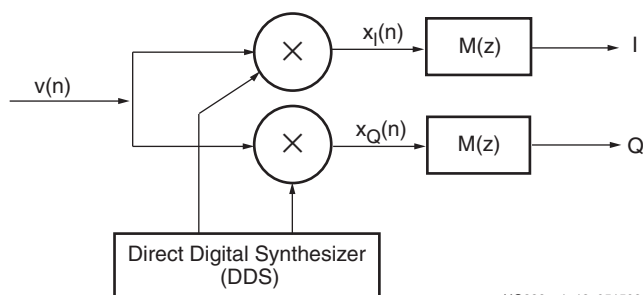 x_I(n)
M(z)
I
v(n)
x_Q(n)
M(z)
Q
Direct Digital Synthesizer
(DDS)